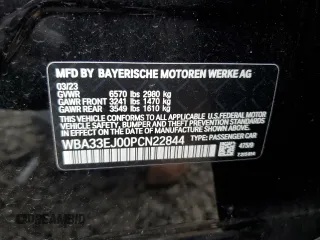 MFD BY BAYERISCHE MOTOREN WERKE AG
03/23
GVWR 6570 lbs 2980 kg
GAWR FRONT 3241 lbs 1470 kg
GAWR REAR 3549 lbs 1610 kg
THIS VEHICLE CONFORMS TO ALL APPLICABLE
U.S. FEDERAL MOTOR VEHICLE SAFETY, BUMPER,
AND THEFT PREVENTION STANDARDS IN EFFECT
ON THE DATE OF MANUFACTURE SHOWN ABOVE
WBA33EJ00PCN22844 TYPE: PASSENGER CAR
475/9